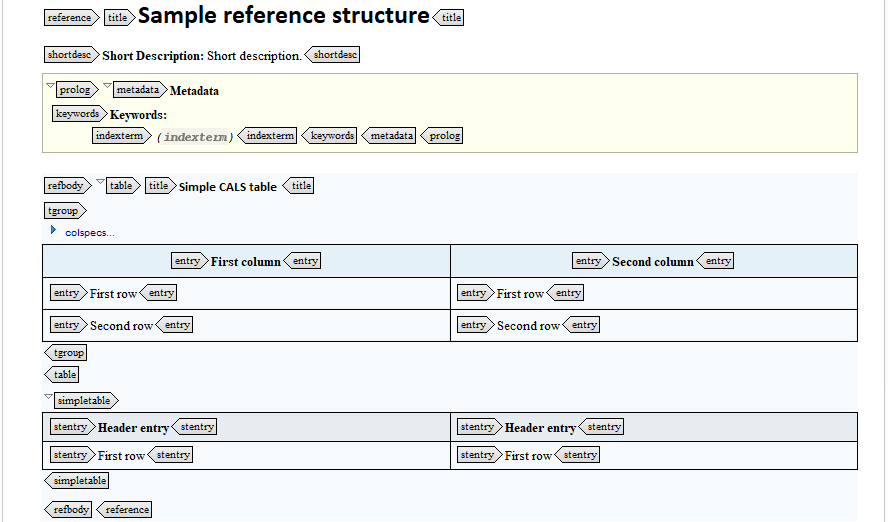 reference title Sample reference structure title
shortdesc Short Description: Short description. shortdesc
prolog metadata Metadata
keywords Keywords:
indexterm (indexterm) indexterm keywords metadata prolog
refbody table title Simple CALS table title
tgroup
colspecs...
entry First column entry entry Second column entry
entry First row entry entry First row entry
entry Second row entry entry Second row entry
tgroup
table
simpletable
stentry Header entry stentry stentry Header entry stentry
stentry First row stentry stentry First row stentry
simpletable
refbody reference